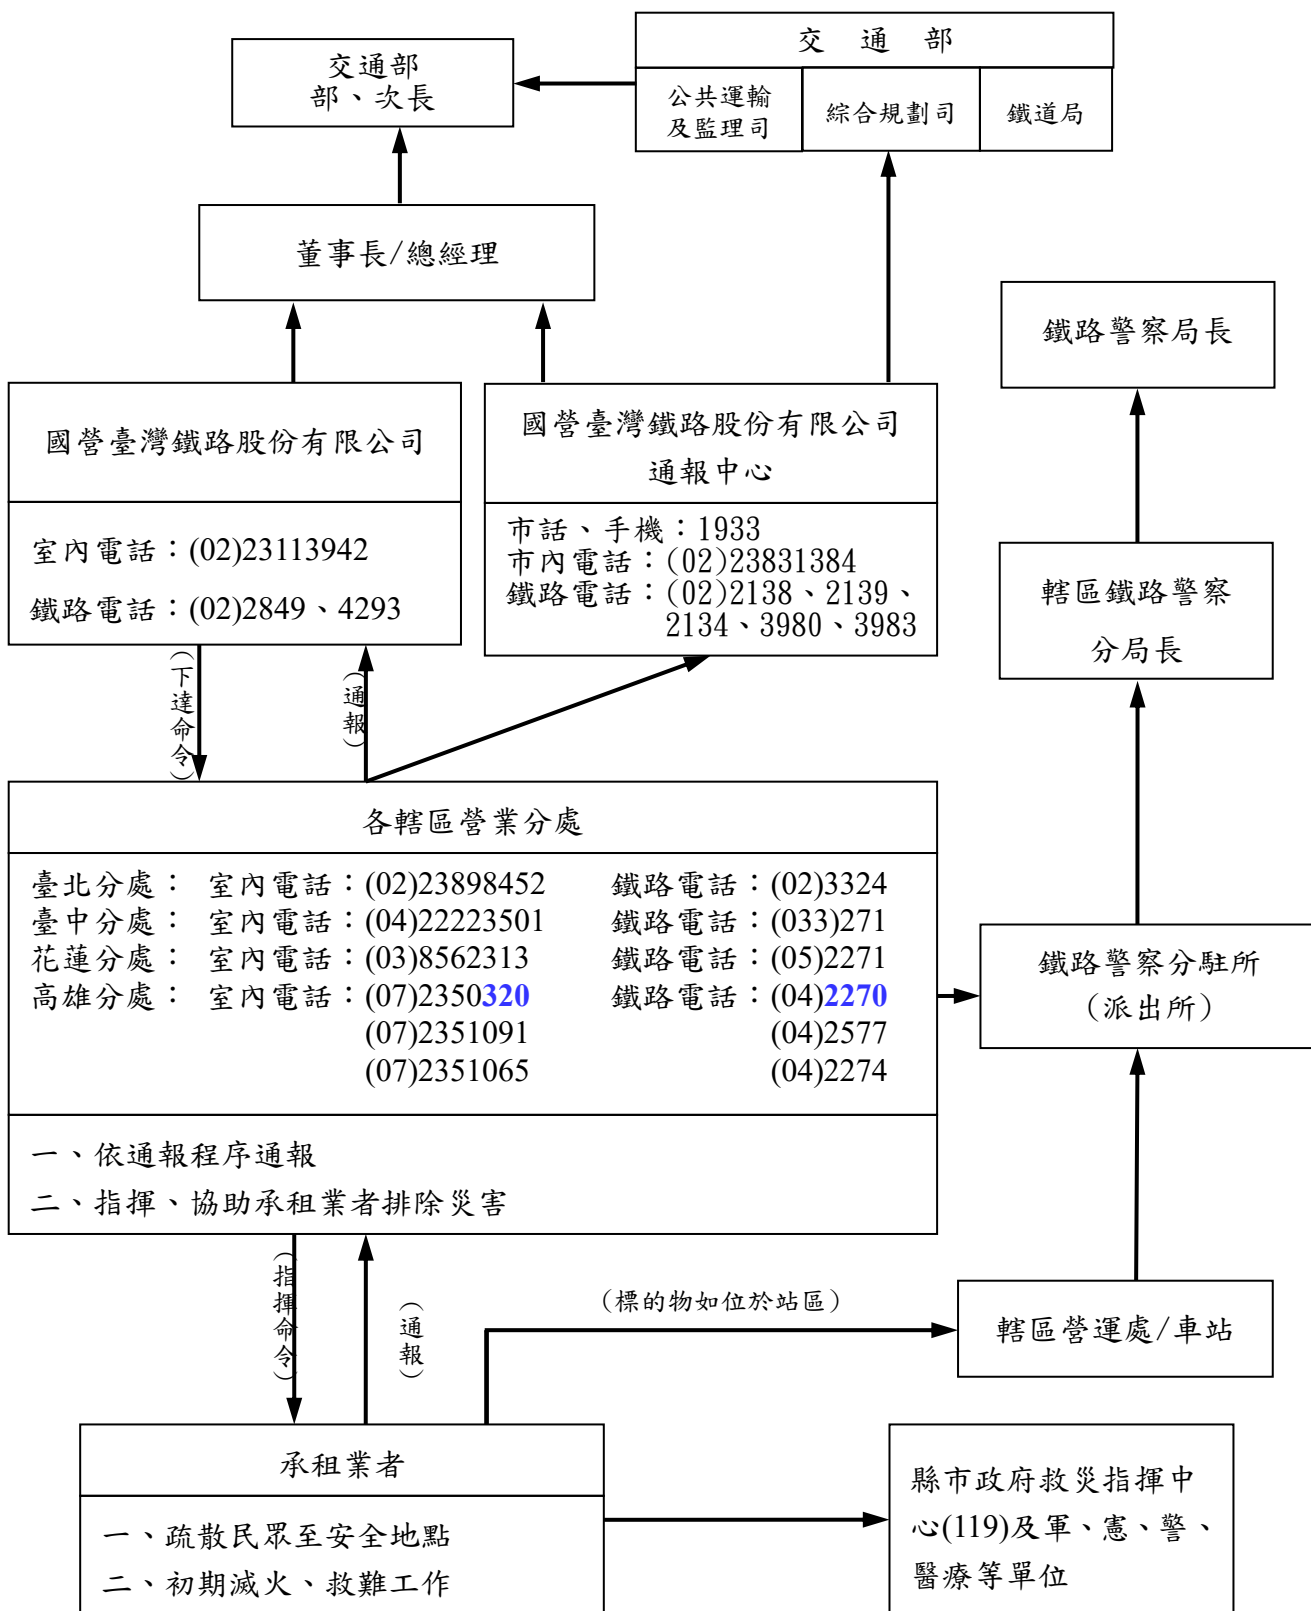 交通部
部、次長
交 通 部
公共運輸
及監理司
綜合規劃司
鐵道局
董事長/總經理
鐵路警察局長
國營臺灣鐵路股份有限公司
室內電話：(02)23113942
鐵路電話：(02)2849、4293
國營臺灣鐵路股份有限公司
通報中心
市話、手機：1933
市內電話：(02)23831384
鐵路電話：(02)2138、2139、
2134、3980、3983
轄區鐵路警察
分局長
(下達命令)
(通報)
各轄區營業分處
臺北分處： 室內電話：(02)23898452 鐵路電話：(02)3324
臺中分處： 室內電話：(04)22223501 鐵路電話：(033)271
花蓮分處： 室內電話：(03)8562313 鐵路電話：(05)2271
高雄分處： 室內電話：(07)2350320 鐵路電話：(04)2270
(07)2351091 (04)2577
(07)2351065 (04)2274
一、依通報程序通報
二、指揮、協助承租業者排除災害
鐵路警察分駐所
（派出所）
(指揮命令)
(通報)
（標的物如位於站區）
轄區營運處/車站
承租業者
一、疏散民眾至安全地點
二、初期滅火、救難工作
縣市政府救災指揮中
心(119)及軍、憲、警、
醫療等單位